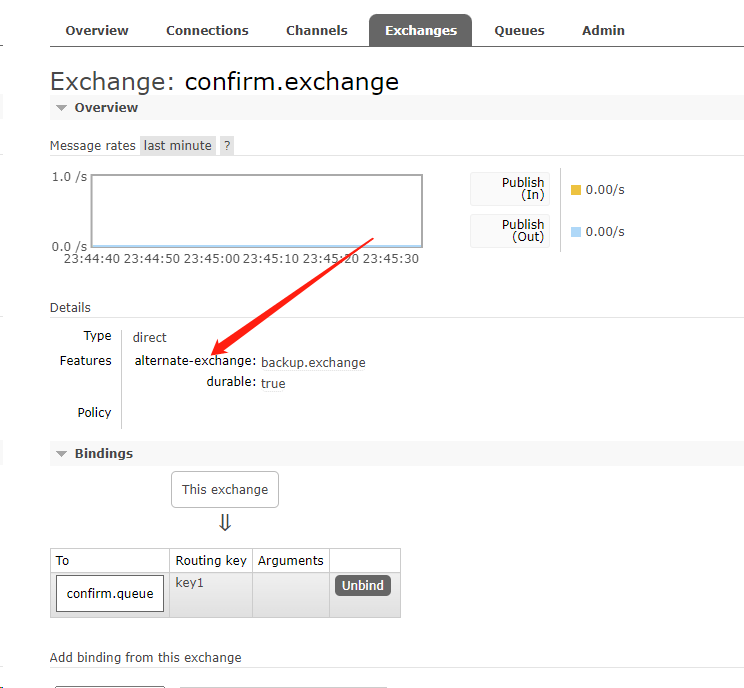 Overview Connections Channels Exchanges Queues Admin
Exchange: confirm.exchange
Overview
Message rates last minute ?
1.0 /s
0.0 /s
23:44:40 23:44:50 23:45:00 23:45:10 23:45:20 23:45:30
Publish
(In)
0.00/s
Publish
(Out)
0.00/s
Details
Type direct
Features alternate-exchange: backup.exchange
durable: true
Policy
Bindings
This exchange
⇓
To Routing key Arguments
confirm.queue key1 Unbind
Add binding from this exchange